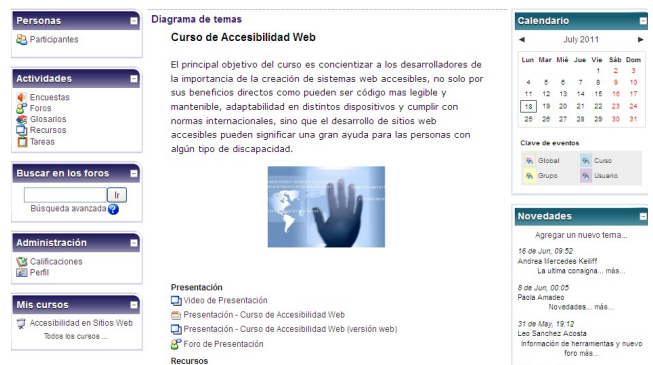 Personas
Participantes
Actividades
Encuestas
Foros
Glosarios
Recursos
Tareas
Buscar en los foros
Ir
Búsqueda avanzada
Administración
Calificaciones
Perfil
Mis cursos
Accesibilidad en Sitios Web
Todo los cursos ...
Diagrama de temas
Curso de Accesibilidad Web
El principal objetivo del curso es concientizar a los desarrolladores de
la importancia de la creación de sistemas web accesibles, no solo por
sus beneficios directos como pueden ser código mas legible y
mantenible, adaptabilidad en distintos dispositivos y cumplir con
normas internacionales, sino que el desarrollo de sitios web
accesibles pueden significar una gran ayuda para las personas con
algún tipo de discapacidad.
Presentación
Video de Presentación
Presentación - Curso de Accesibilidad Web
Presentación - Curso de Accesibilidad Web (versión web)
Foro de Presentación
Recursos
Calendario
◄ July 2011 ►
Lun Mar Mié Jue Vie Sáb Dom
1 2 3
4 5 6 7 8 9 10
11 12 13 14 15 16 17
18 19 20 21 22 23 24
25 26 27 28 29 30 31
Clave de eventos
Global Curso
Grupo Usuario
Novedades
Agregar un nuevo tema...
16 de Jun, 09:52
Andrea Mercedes Keiliff
La ultima consigna... más...
8 de Jun, 00:05
Paola Amadeo
Novedades... más...
31 de May, 19:12
Leo Sanchez Acosta
Información de herramientas y nuevo
foro más...